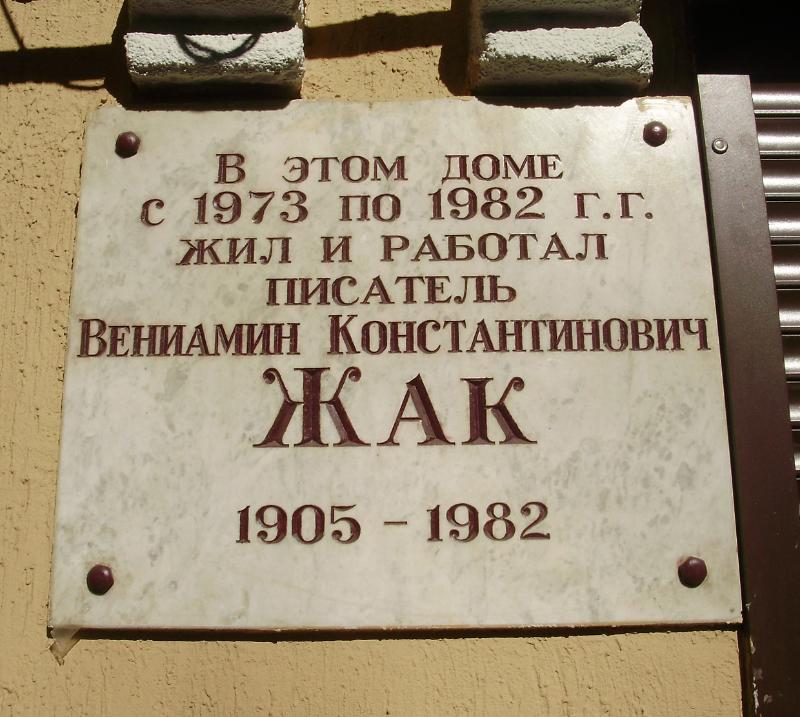 В ЭТОМ ДОМЕ
С 1973 ПО 1982 Г.Г.
ЖИЛ И РАБОТАЛ
ПИСАТЕЛЬ
ВЕНИАМИН КОНСТАНТИНОВИЧ
ЖАК
1905 – 1982